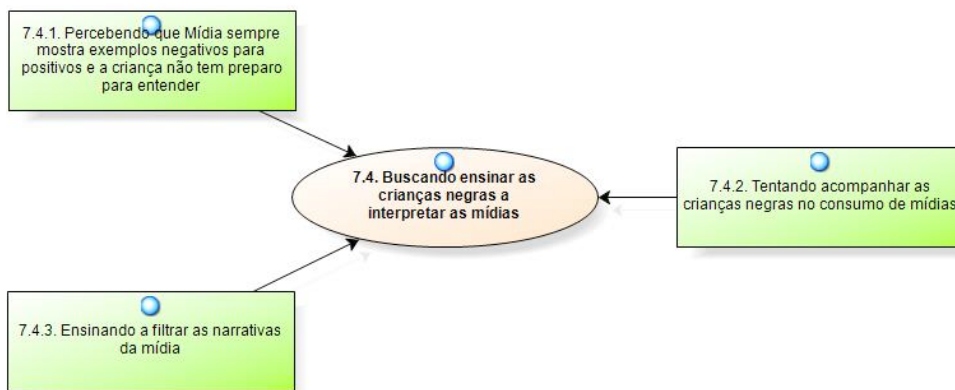 7.4.1. Percebendo que Mídia sempre
mostra exemplos negativos para
positivos e a criança não tem preparo
para entender
7.4. Buscando ensinar as
crianças negras a
interpretar as mídias
7.4.2. Tentando acompanhar as
crianças negras no consumo de mídias
7.4.3. Ensinando a filtrar as narrativas
da mídia